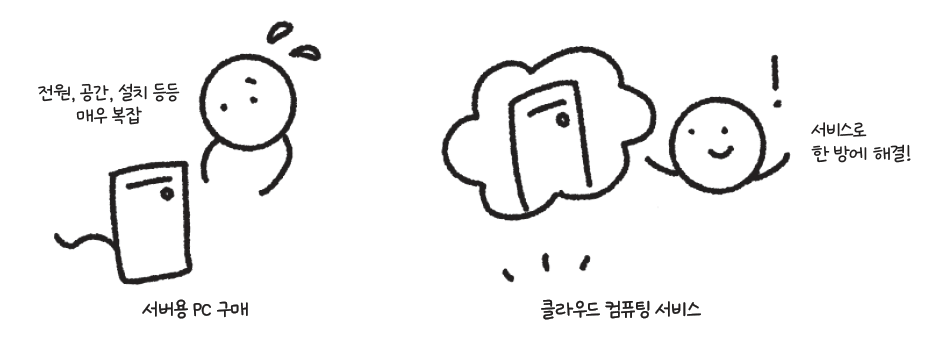 전원, 공간, 설치 등등
매우 복잡
서버용 PC 구매
서비스로
한 방에 해결!
클라우드 컴퓨팅 서비스